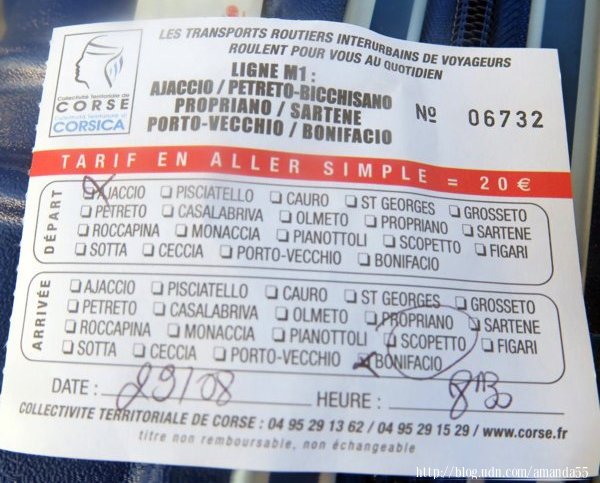 LES TRANSPORTS ROUTIERS INTERURBAINS DE VOYAGEURS
ROULENT POUR VOUS AU QUOTIDIEN
Collectivité Territoriale de
CORSE
CORSICA
LIGNE M1 :
AJACCIO / PETRETO-BICCHISANO
PROPRIANO / SARTENE
PORTO-VECCHIO / BONIFACIO
No 06732
TARIF EN ALLER SIMPLE = 20 €
DÉPART
AJACCIO PISCIATELLO CAURO ST GEORGES GROSSETO
PETRETO CASALABRIVA OLMETO PROPRIANO SARTENE
ROCCAPINA MONACCIA PIANOTTOLI SCOPETTO FIGARI
SOTTA CECCIA PORTO-VECCHIO BONIFACIO
ARRIVÉE
AJACCIO PISCIATELLO CAURO ST GEORGES GROSSETO
PETRETO CASALABRIVA OLMETO PROPRIANO SARTENE
ROCCAPINA MONACCIA PIANOTTOLI SCOPETTO FIGARI
SOTTA CECCIA PORTO-VECCHIO BONIFACIO
DATE : 29/08 HEURE : 8H30
COLLECTIVITE TERRITORIALE DE CORSE : 04 95 29 13 62 / 04 95 29 15 29 / www.corse.fr
titre non remboursable, non échangeable
http://blog.udn.com/amanda55